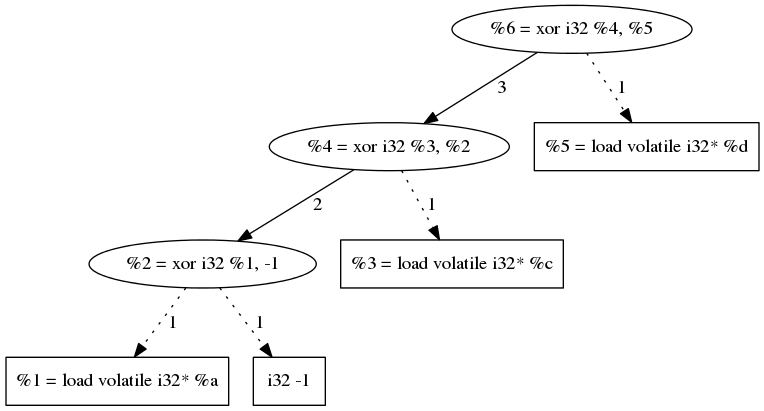 %6 = xor i32 %4, %5
3
1
%4 = xor i32 %3, %2
%5 = load volatile i32* %d
2
1
%2 = xor i32 %1, -1
%3 = load volatile i32* %c
1
1
%1 = load volatile i32* %a
i32 -1